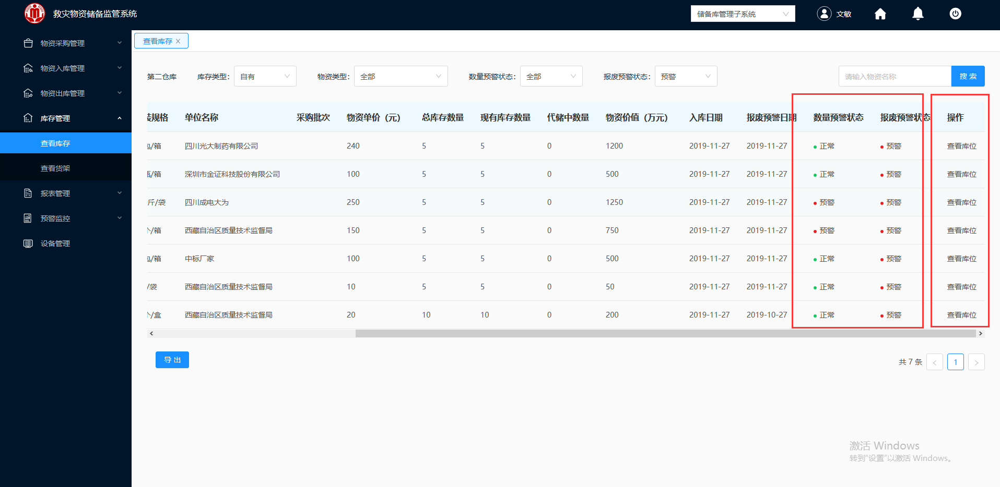 救灾物资储备监管系统
储备库管理子系统
文敏
物资采购管理
物资入库管理
物资出库管理
库存管理
查看库存
查看货架
报表管理
预警监控
设备管理
查看库存
第二仓库 库存类型: 自有 物资类型: 全部 数量预警状态: 全部 报废预警状态: 预警 请输入物资名称 搜 索
规格 单位名称 采购批次 物资单价（元） 总库存数量 现有库存数量 代储中数量 物资价值（万元） 入库日期 报废预警日期 数量预警状态 报废预警状态 操作
/箱 四川光大制药有限公司 240 5 5 0 1200 2019-11-27 2019-11-27 正常 预警 查看库位
/箱 深圳市金证科技股份有限公司 100 5 5 0 500 2019-11-27 2019-11-27 正常 预警 查看库位
斤/袋 四川成电大为 250 5 5 0 1250 2019-11-27 2019-11-27 预警 预警 查看库位
/箱 西藏自治区质量技术监督局 150 5 5 0 750 2019-11-27 2019-11-27 预警 预警 查看库位
/箱 中标厂家 100 5 5 0 500 2019-11-27 2019-11-27 正常 预警 查看库位
/袋 西藏自治区质量技术监督局 10 5 5 0 50 2019-11-27 2019-11-27 正常 预警 查看库位
/盒 西藏自治区质量技术监督局 20 10 10 0 200 2019-11-27 2019-10-27 正常 预警 查看库位
导 出
共 7 条 < 1 >
激活 Windows
转到"设置"以激活 Windows。